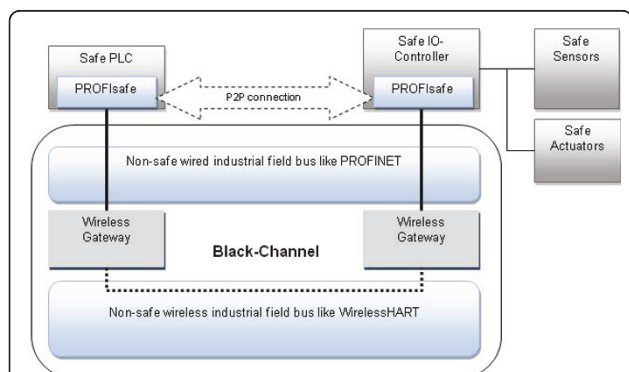 Safe PLC
PROFIsafe
P2P connection
Safe IO-
Controller
PROFIsafe
Safe
Sensors
Safe
Actuators
Non-safe wired industrial field bus like PROFINET
Wireless
Gateway
Black-Channel
Wireless
Gateway
Non-safe wireless industrial field bus like WirelessHART